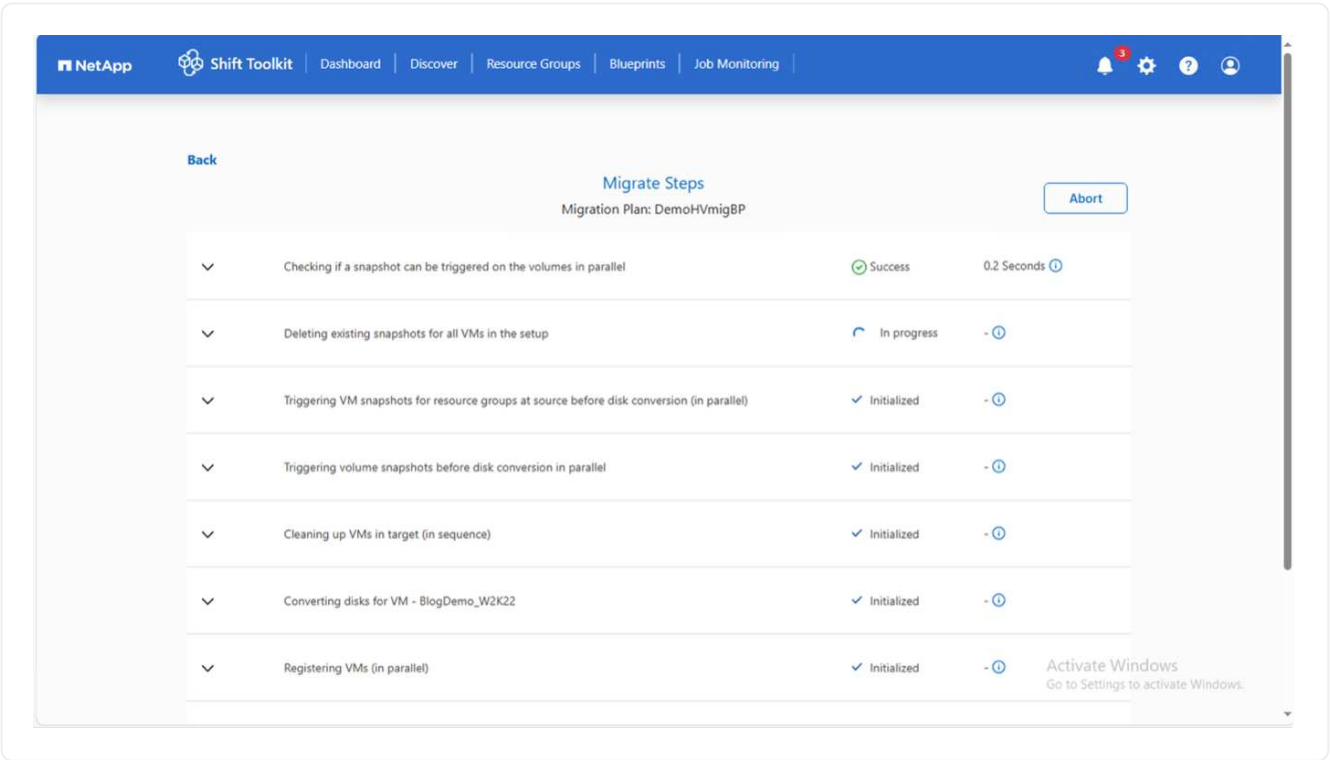 NetApp Shift Toolkit Dashboard Discover Resource Groups Blueprints Job Monitoring 3 ?
Back
Migrate Steps
Migration Plan: DemoHVmigBP
Abort
Checking if a snapshot can be triggered on the volumes in parallel Success 0.2 Seconds
Deleting existing snapshots for all VMs in the setup In progress -
Triggering VM snapshots for resource groups at source before disk conversion (in parallel) Initialized -
Triggering volume snapshots before disk conversion in parallel Initialized -
Cleaning up VMs in target (in sequence) Initialized -
Converting disks for VM - BlogDemo_W2K22 Initialized -
Registering VMs (in parallel) Initialized -
Activate Windows
Go to Settings to activate Windows.